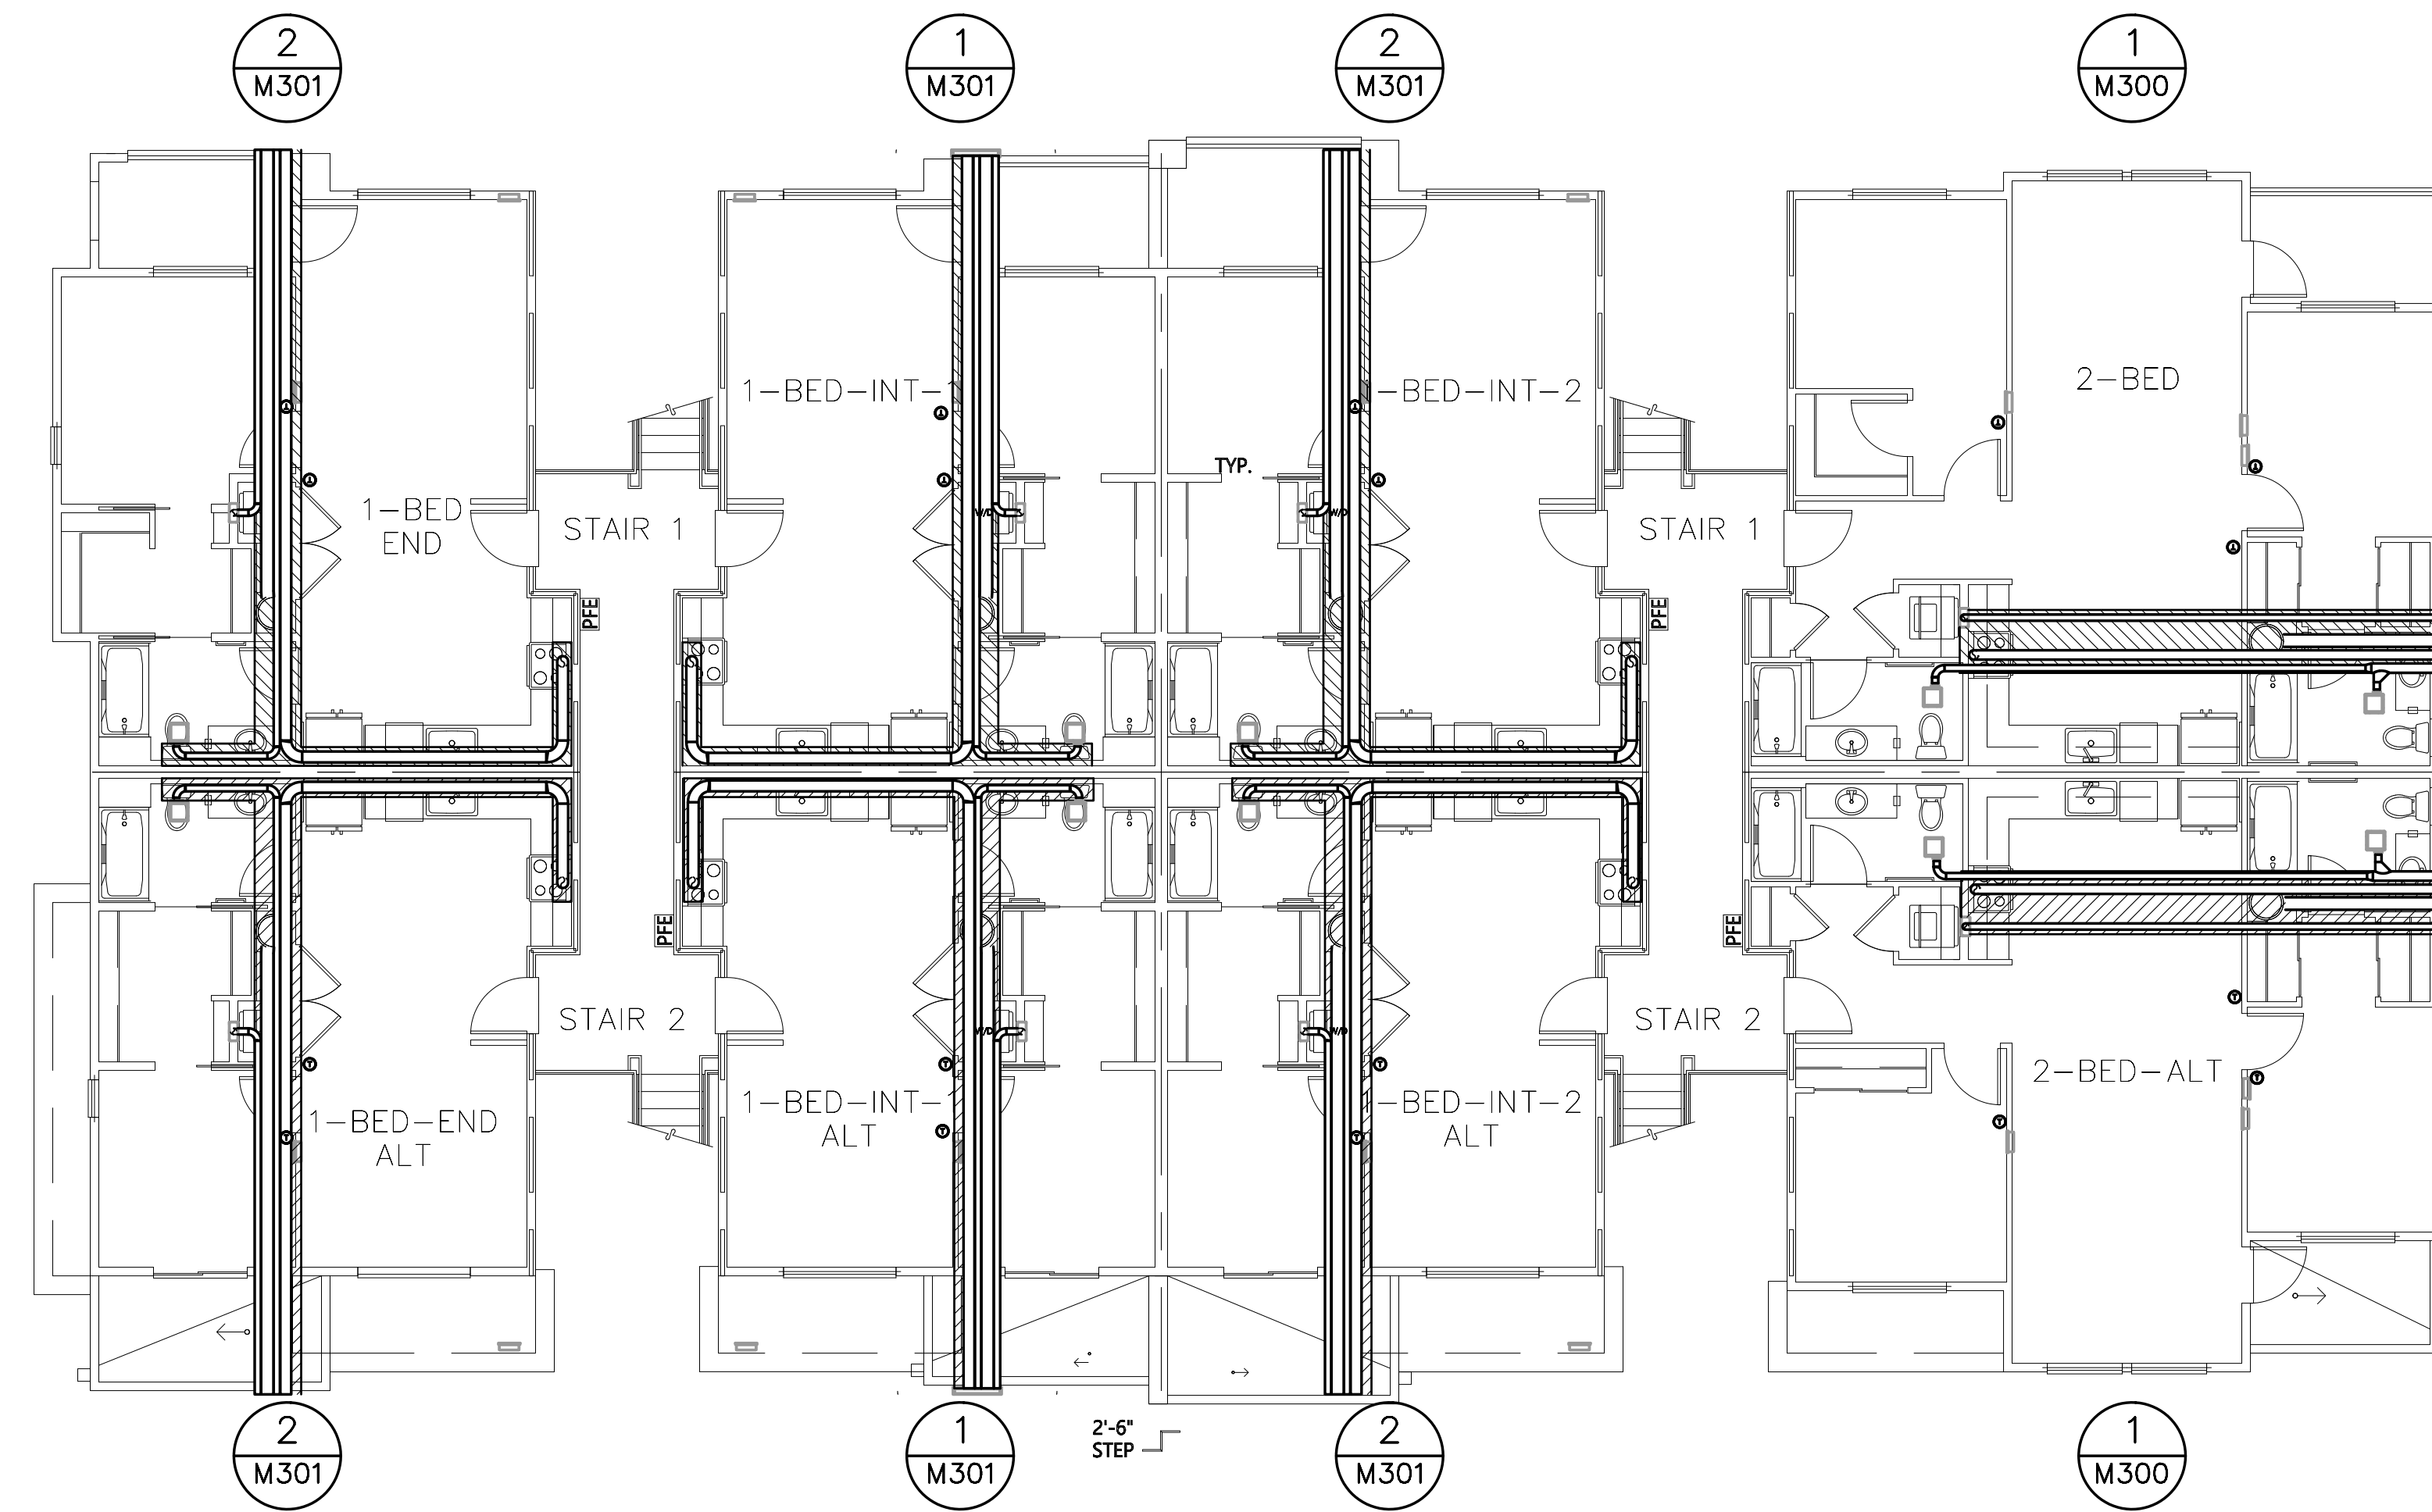 2
M301
1
M301
2
M301
1
M300
1-BED-INT-1
1-BED-INT-2
2-BED
TYP.
1-BED
END
STAIR 1
W/D
W/D
STAIR 1
PFE
PFE
PFE
PFE
STAIR 2
W/D
W/D
STAIR 2
2-BED-ALT
1-BED-END
ALT
1-BED-INT-1
ALT
1-BED-INT-2
ALT
2
M301
1
M301
2'-6"
STEP
2
M301
1
M300